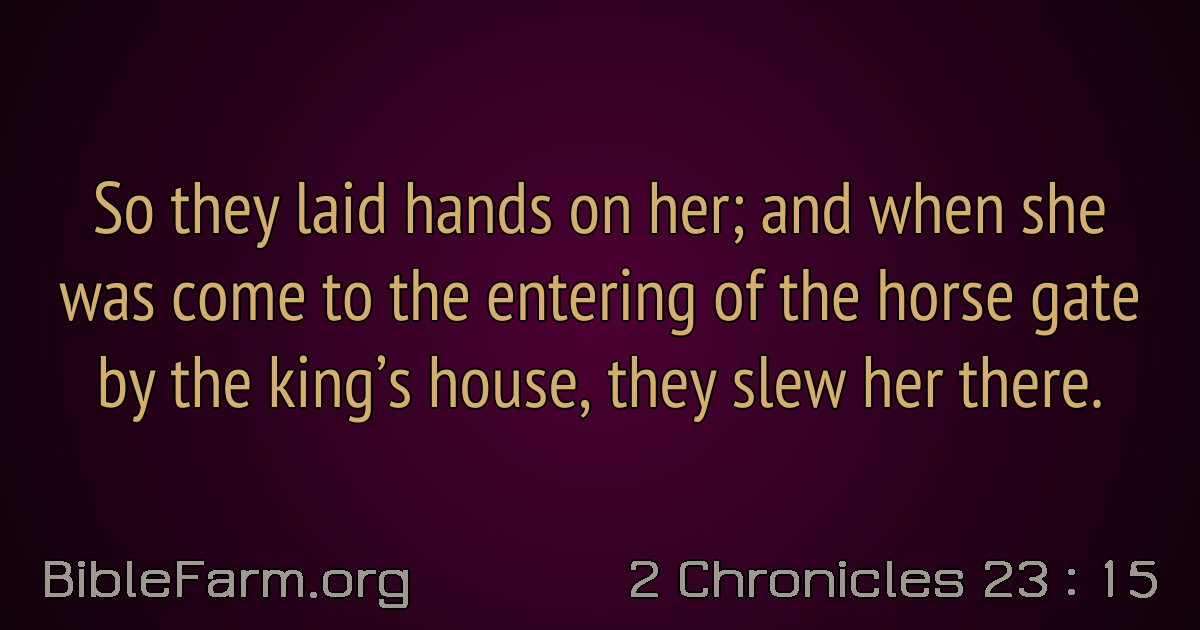 So they laid hands on her; and when she
was come to the entering of the horse gate
by the king’s house, they slew her there.
BibleFarm.org
2 Chronicles 23 : 15